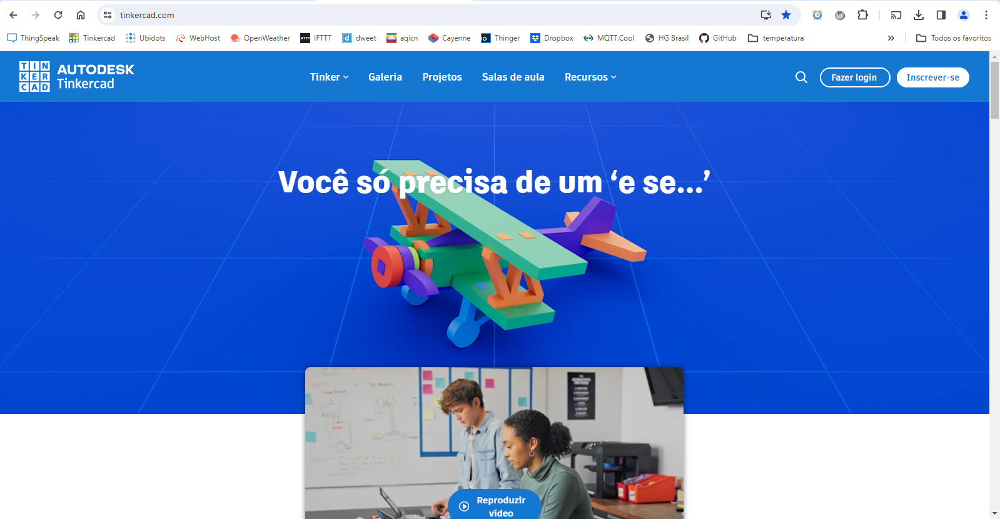 tinkercad.com
ThingSpeak Tinkercad Ubidots WebHost OpenWeather IFTTT dweet aqicn Cayenne Thinger Dropbox MQTT.Cool HG Brasil GitHub temperatura » Todos os favoritos
TIN
KER
CAD
AUTODESK
Tinkercad
Tinker Galeria Projetos Salas de aula Recursos Fazer login Inscrever-se
Você só precisa de um ‘e se...’
Reproduzir
vídeo